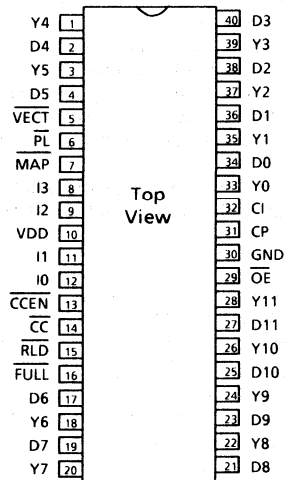 Y4 1 40 D3
D4 2 39 Y3
Y5 3 38 D2
D5 4 37 Y2
VECT 5 36 D1
PL 6 35 Y1
MAP 7 34 D0
I3 8 33 Y0
I2 9 32 CI
VDD 10 31 CP
I1 11 30 GND
I0 12 29 OE
CCEN 13 28 Y11
CC 14 27 D11
RLD 15 26 Y10
FULL 16 25 D10
D6 17 24 Y9
Y6 18 23 D9
D7 19 22 Y8
Y7 20 21 D8
Top
View